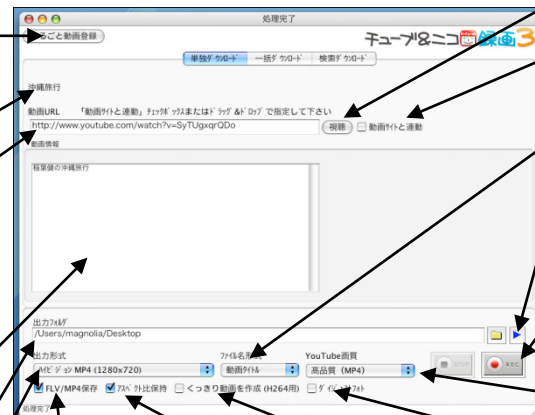 処理完了
まるごと動画登録
チューブ&ニコ録画3
単独ダウンロード 一括ダウンロード 検索ダウンロード
沖縄旅行
動画URL 「動画サイトと連動」チェックボックスまたはドラッグ&ドロップで指定して下さい
http://www.youtube.com/watch?v=SyTUgxqrQDo 視聴 動画サイトと連動
動画情報
稲葉健の沖縄旅行
出力フォルダ
/Users/magnolia/Desktop
出力形式 ファイル名形式 YouTube画質
ハイビジョン MP4 (1280x720) 動画タイトル 高品質 (MP4) STOP REC
FLV/MP4保存 アスペクト比保持 くっきり動画を作成 (H264用) ダイジェストフォト
処理完了